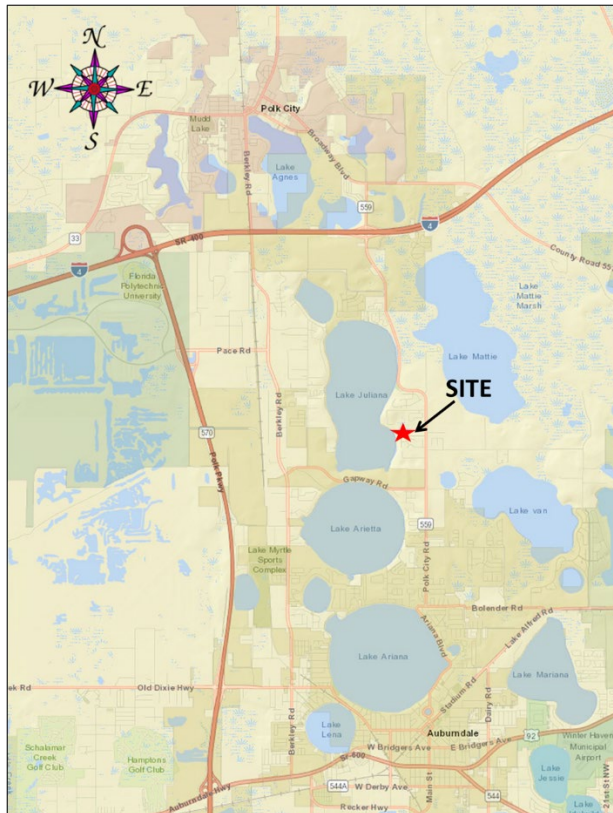 N
W E
S
Polk City
Mudd
Lake
Broadway Blvd
Berkley Rd
Lake
Agnes
559
4
33
SR 400
County Road 55
4
Florida
Polytechnic
University
Lake
Mattie
Marsh
Pace Rd
Lake Mattie
SITE
Lake Juliana
Berkley Rd
570
Polk Pkwy
Gapway Rd
Lake van
Lake Arietta
559
Lake Myrtle
Sports
Complex
Polk City Rd
Bolender Rd
Ariana Blvd
Lake Alfred Rd
Lake Ariana
Lake Mariana
Stadium Rd
ek Rd
Old Dixie Hwy
Dairy Rd
Lake
Lena
Auburndale
92
Berkley Rd
W Bridgers Ave
E Bridgers Ave
Winter Haven
Municipal
Airport
Schalamar
Creek
Golf Club
Hamptons
Golf Club
Sr 600
Lake
Jessie
21st St NW
544A
W Derby Ave
Main St
544
Auburndale Hwy
Recker Hwy